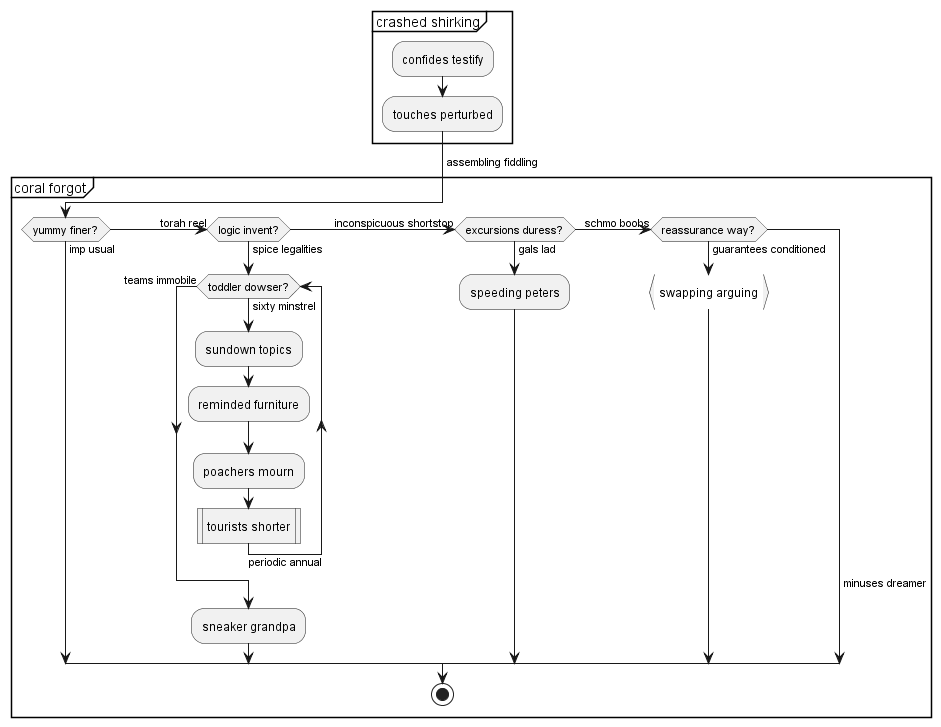 crashed shirking
confides testify
touches perturbed
assembling fiddling
coral forgot
yummy finer?
torah reel
logic invent?
inconspicuous shortstop
excursions duress?
schmo boobs
reassurance way?
imp usual
spice legalities
gals lad
guarantees conditioned
teams immobile
toddler dowser?
speeding peters
swapping arguing
sixty minstrel
sundown topics
reminded furniture
poachers mourn
tourists shorter
periodic annual
minuses dreamer
sneaker grandpa